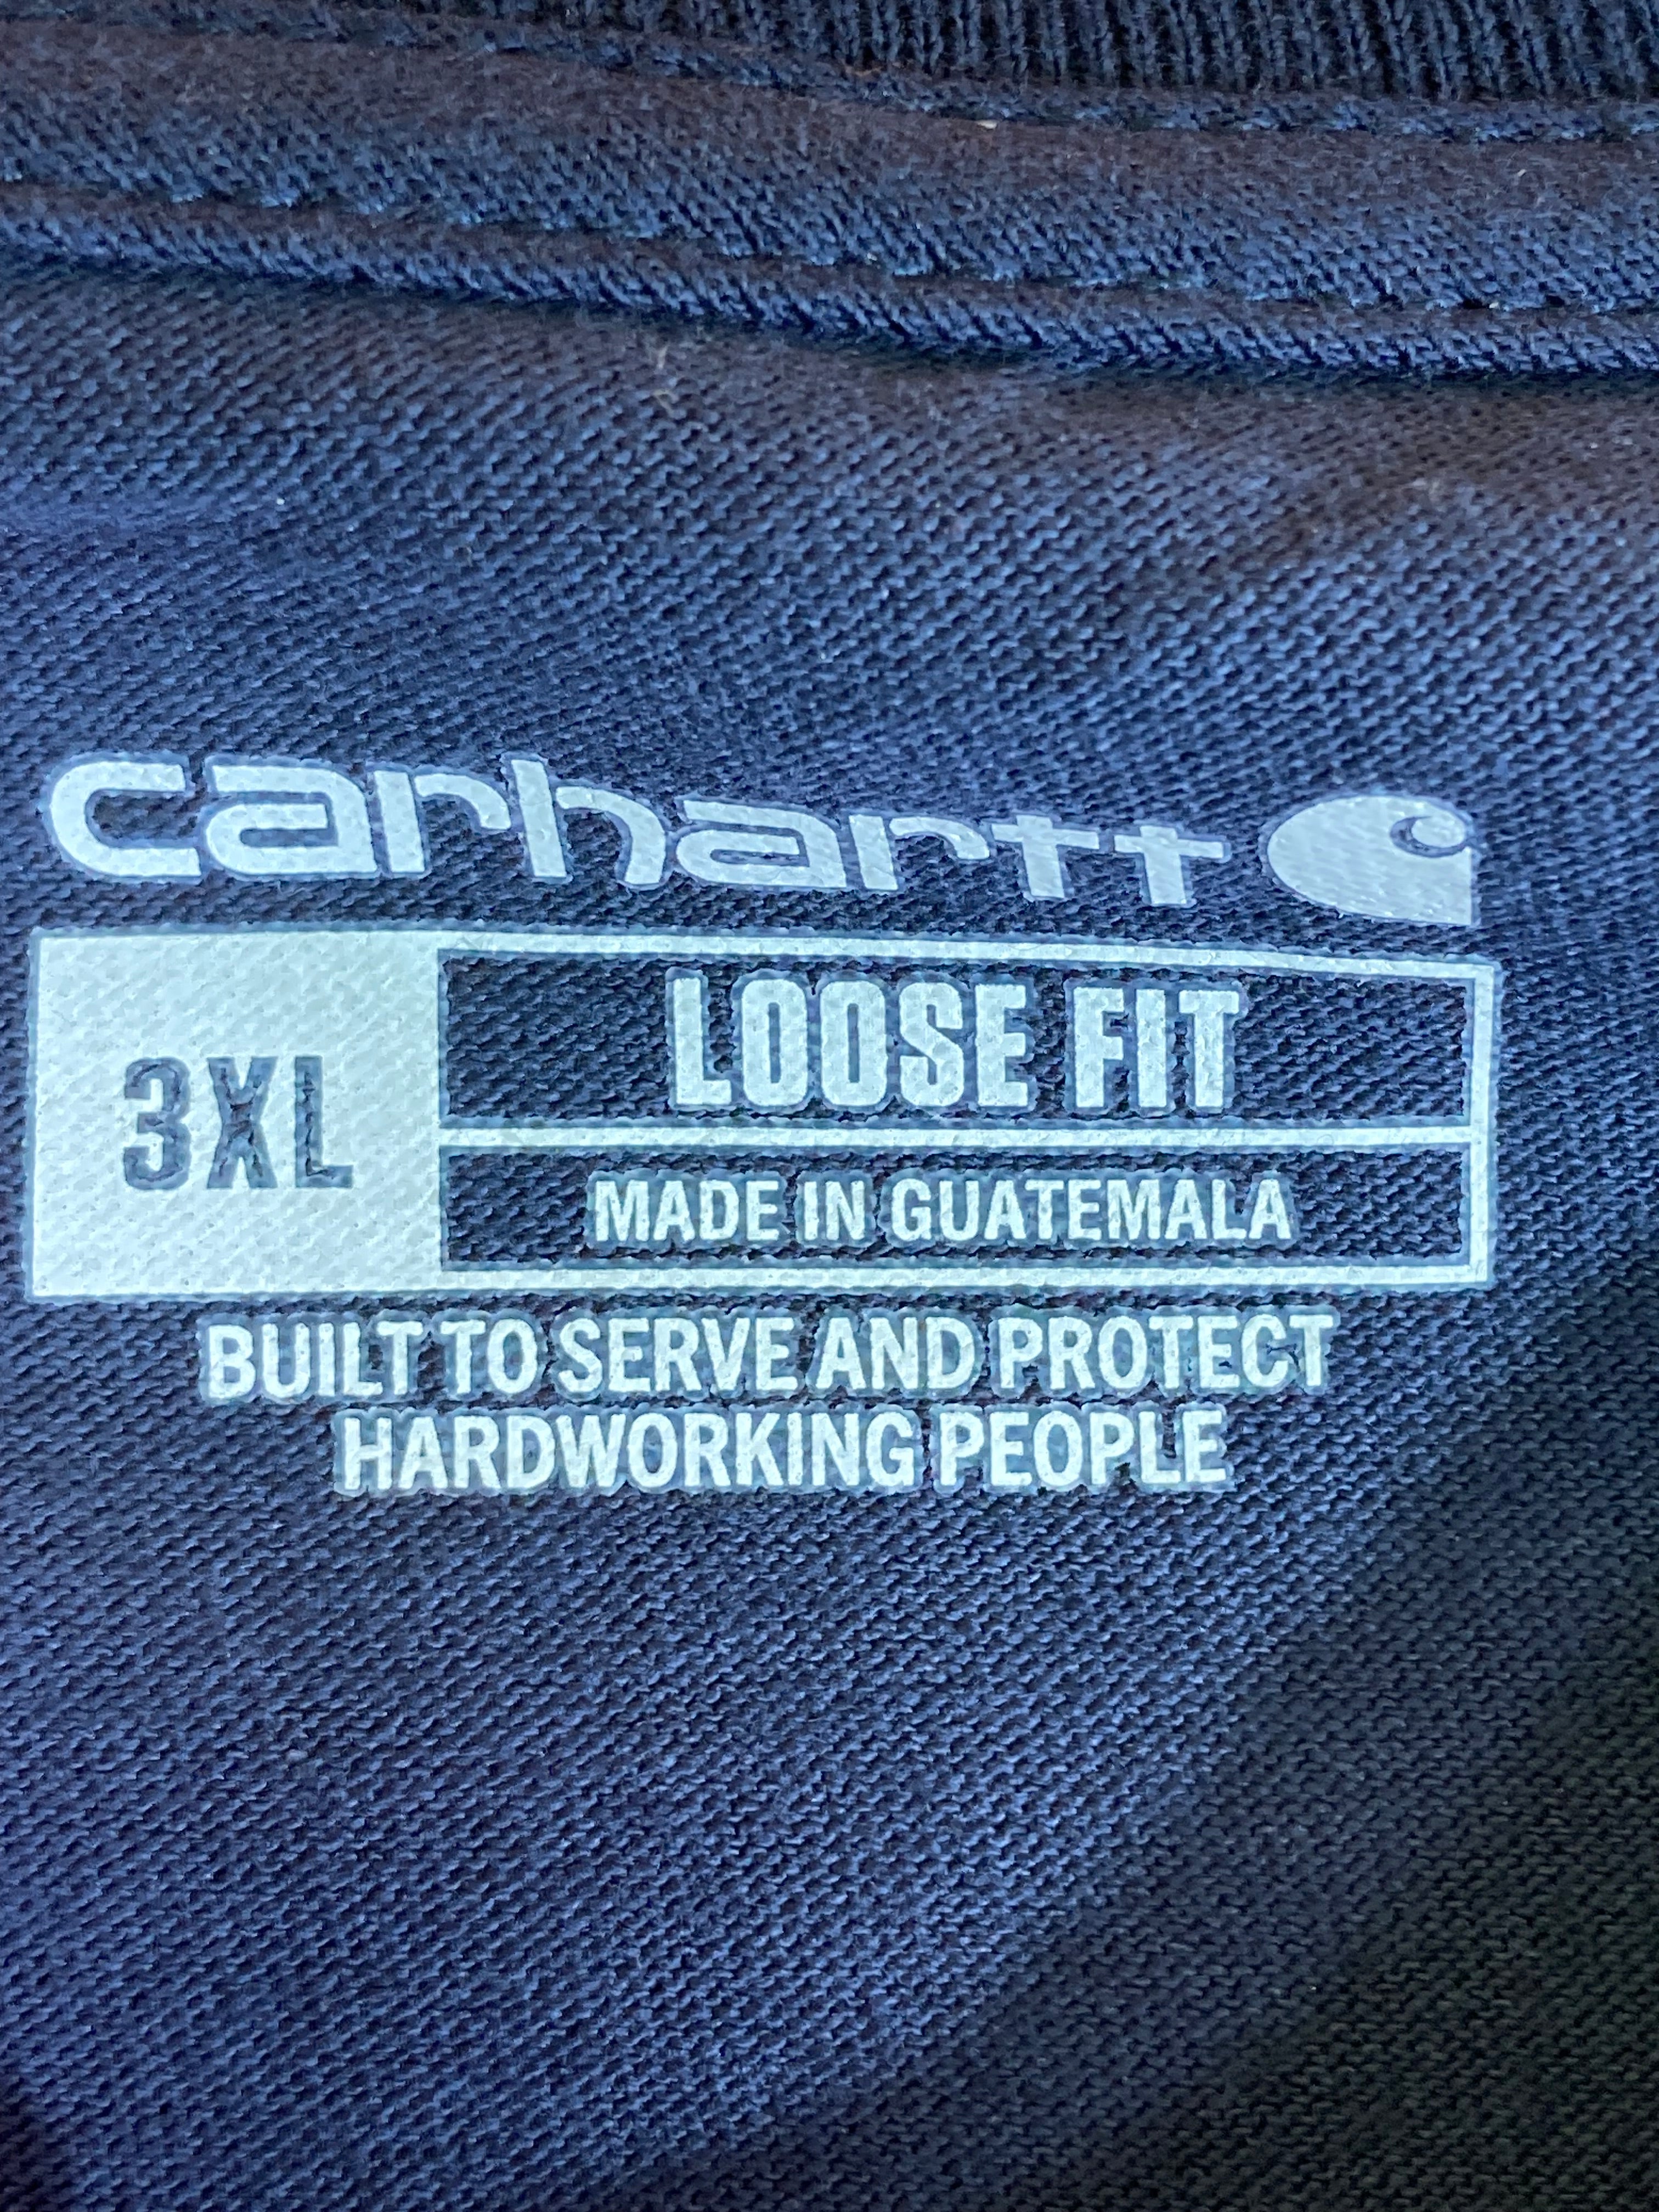 carhartt
3XL
LOOSE FIT
MADE IN GUATEMALA
BUILT TO SERVE AND PROTECT
HARDWORKING PEOPLE